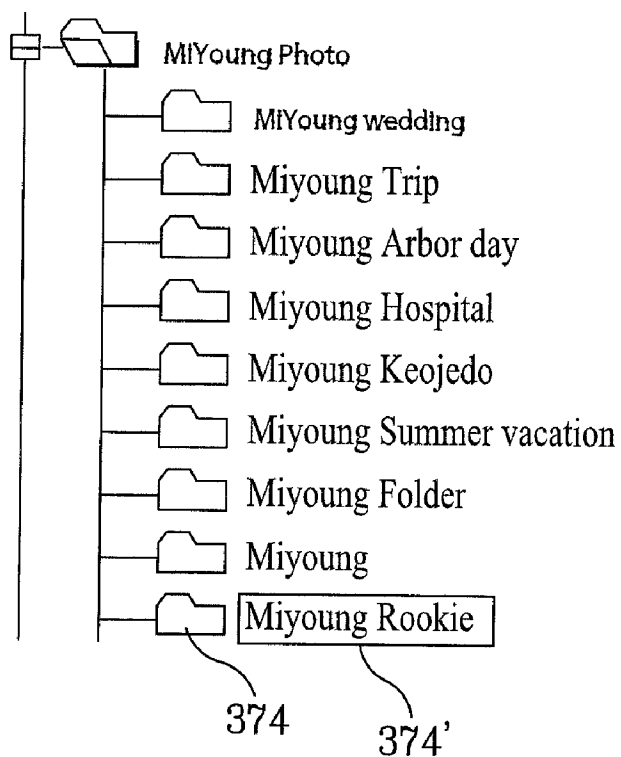 MiYoung Photo
MiYoung wedding
Miyoung Trip
Miyoung Arbor day
Miyoung Hospital
Miyoung Keojedo
Miyoung Summer vacation
Miyoung Folder
Miyoung
Miyoung Rookie
374
374'